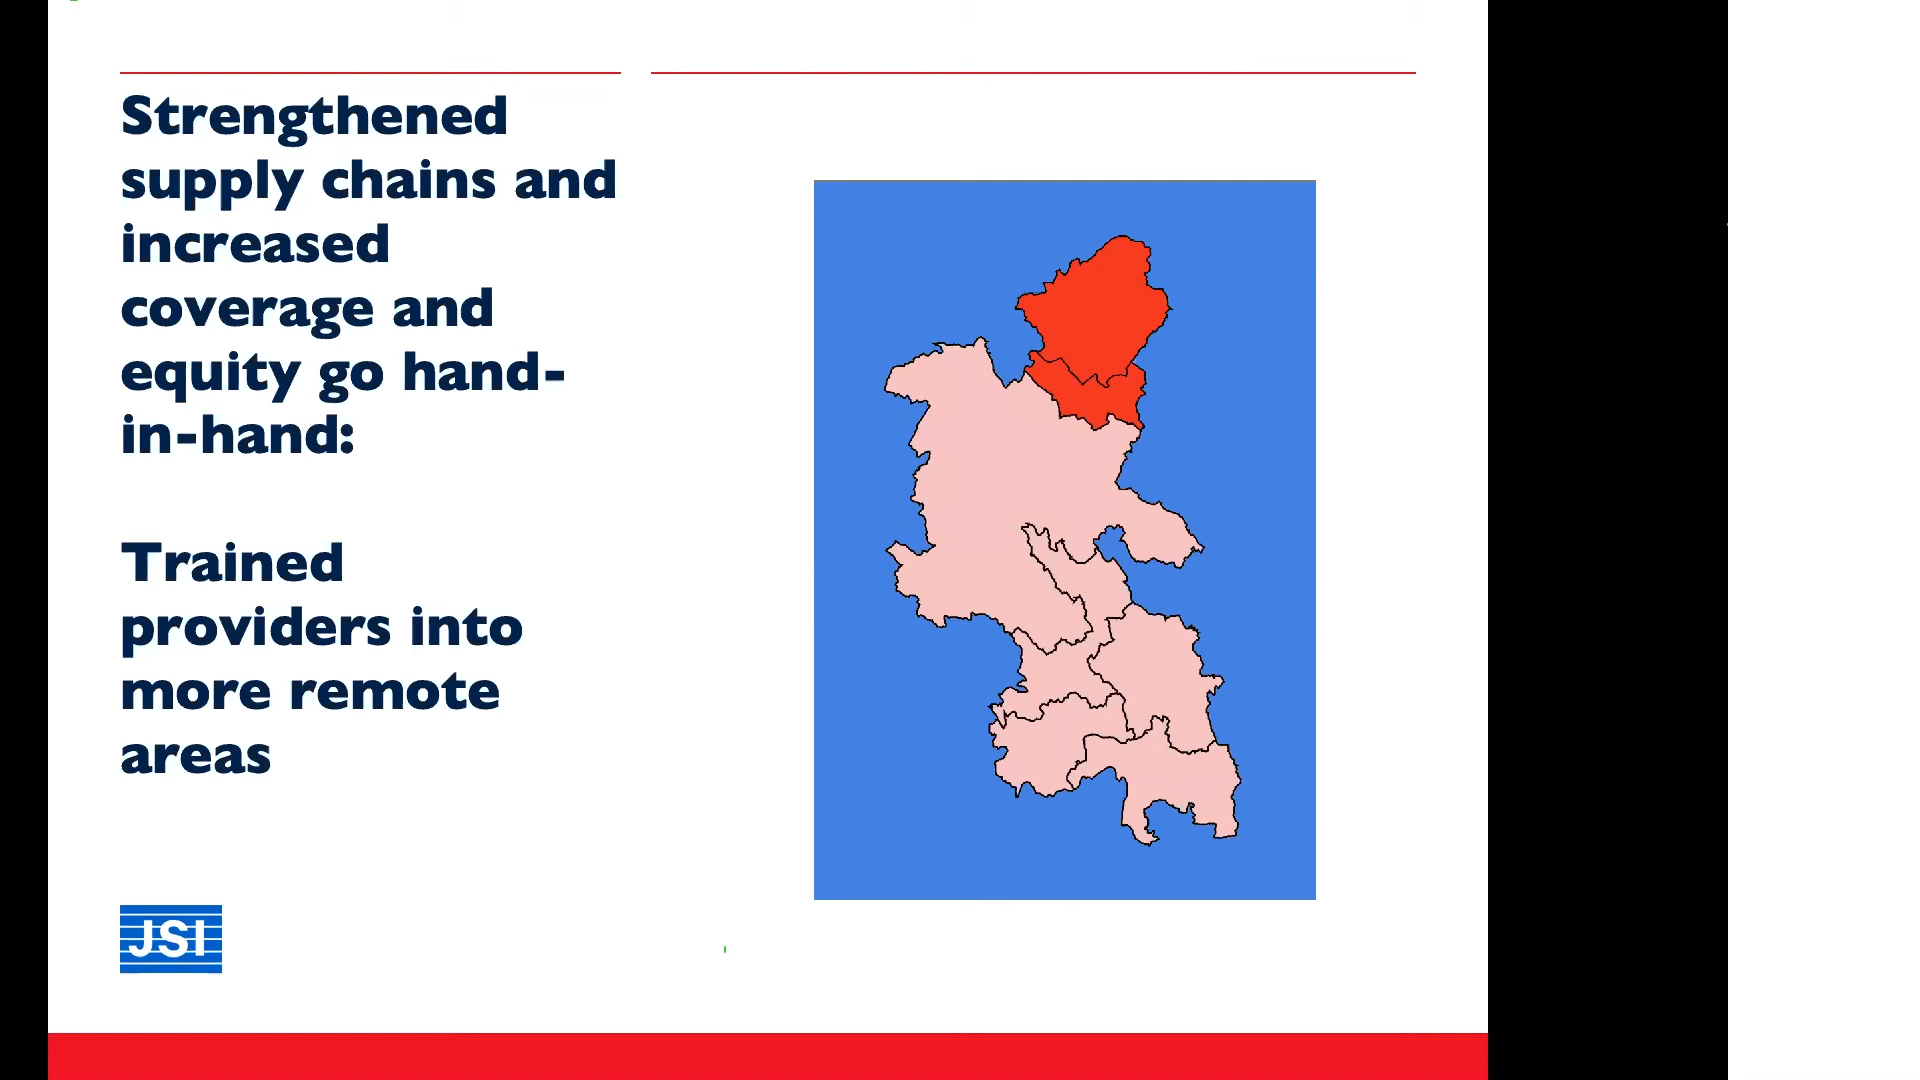 Strengthened
supply chains and
increased
coverage and
equity go hand-
in-hand:
Trained
providers into
more remote
areas
JSI